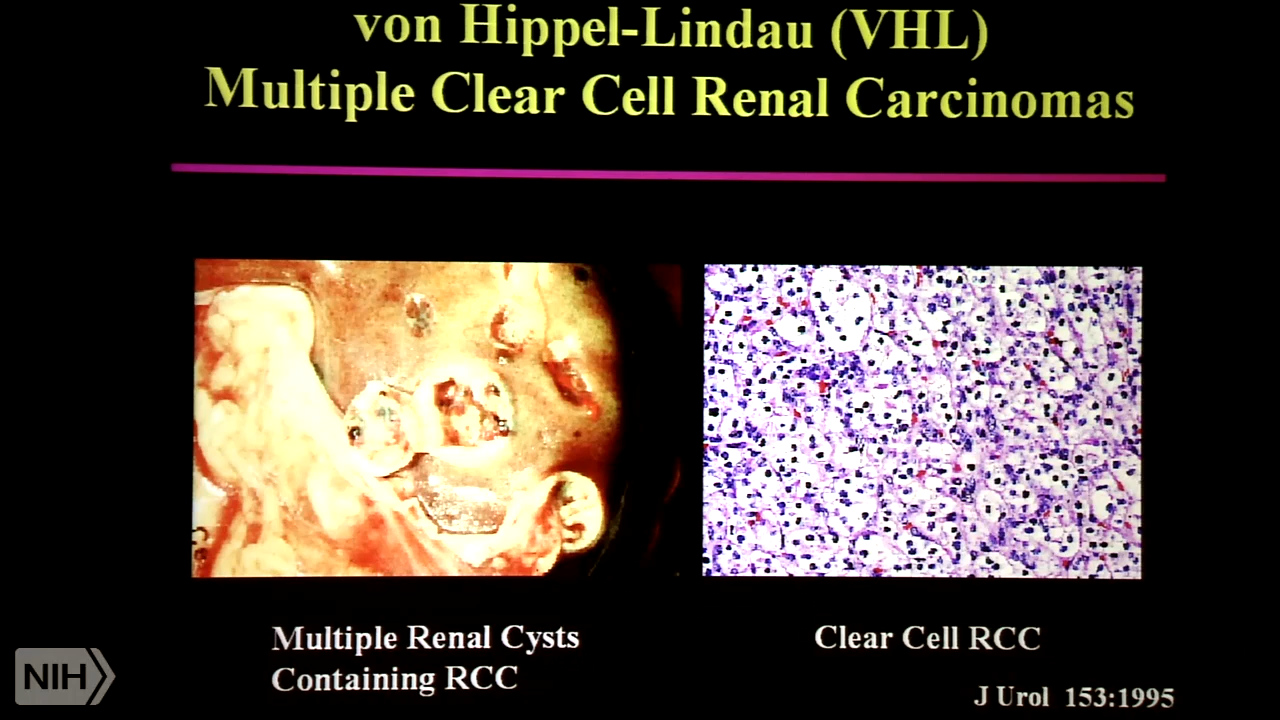 von Hippel-Lindau (VHL)
Multiple Clear Cell Renal Carcinomas
Multiple Renal Cysts
Containing RCC
Clear Cell RCC
J Urol 153:1995
NIH